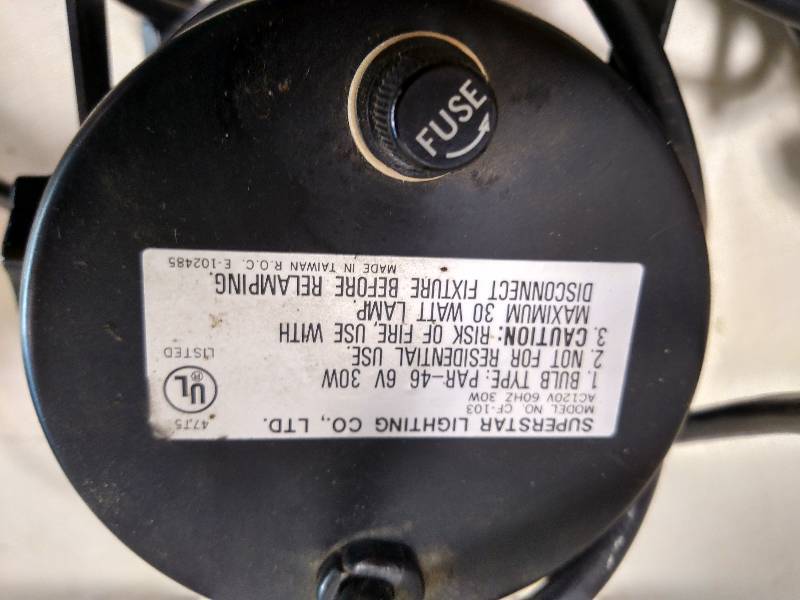 FUSE
SUPERSTAR LIGHTING CO., LTD.
MODEL NO. CF-103
AC120V 60HZ 30W
1. BULB TYPE: PAR-46 6V 30W
2. NOT FOR RESIDENTIAL USE.
3. CAUTION: RISK OF FIRE, USE WITH
MAXIMUM 30 WATT LAMP.
DISCONNECT FIXTURE BEFORE RELAMPING.
MADE IN TAIWAN R.O.C. E-102485
47J5
UL®
LISTED